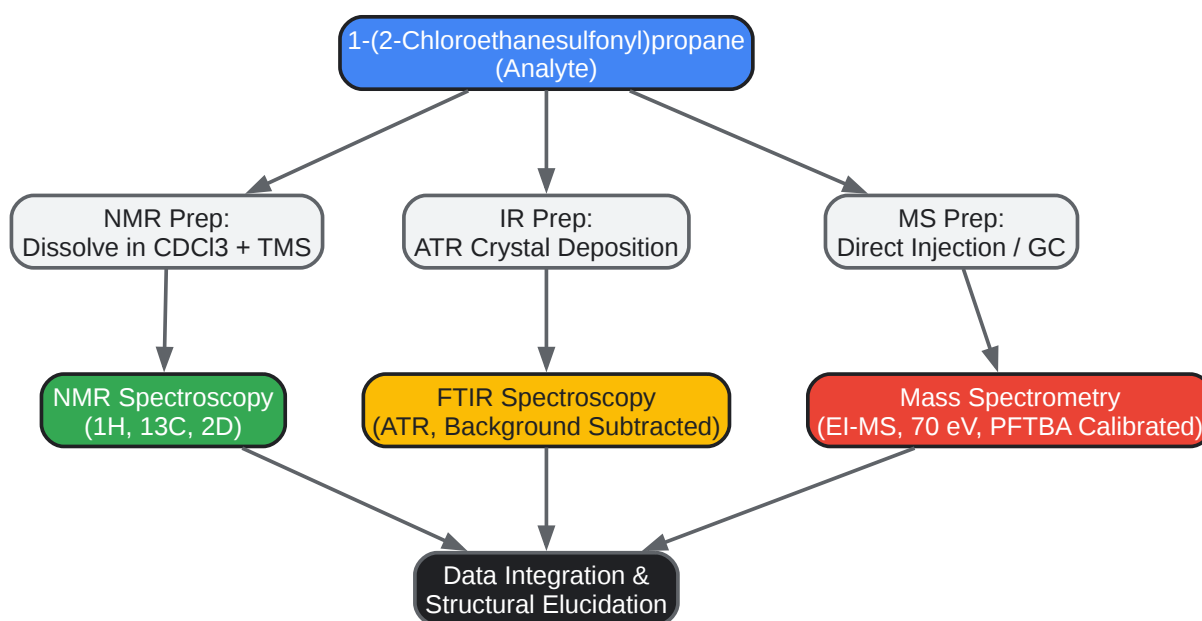 1-(2-Chloroethanesulfonyl)propane
(Analyte)
NMR Prep:
Dissolve in CDCl3 + TMS
IR Prep:
ATR Crystal Deposition
MS Prep:
Direct Injection / GC
NMR Spectroscopy
(1H, 13C, 2D)
FTIR Spectroscopy
(ATR, Background Subtracted)
Mass Spectrometry
(EI-MS, 70 eV, PFTBA Calibrated)
Data Integration &
Structural Elucidation